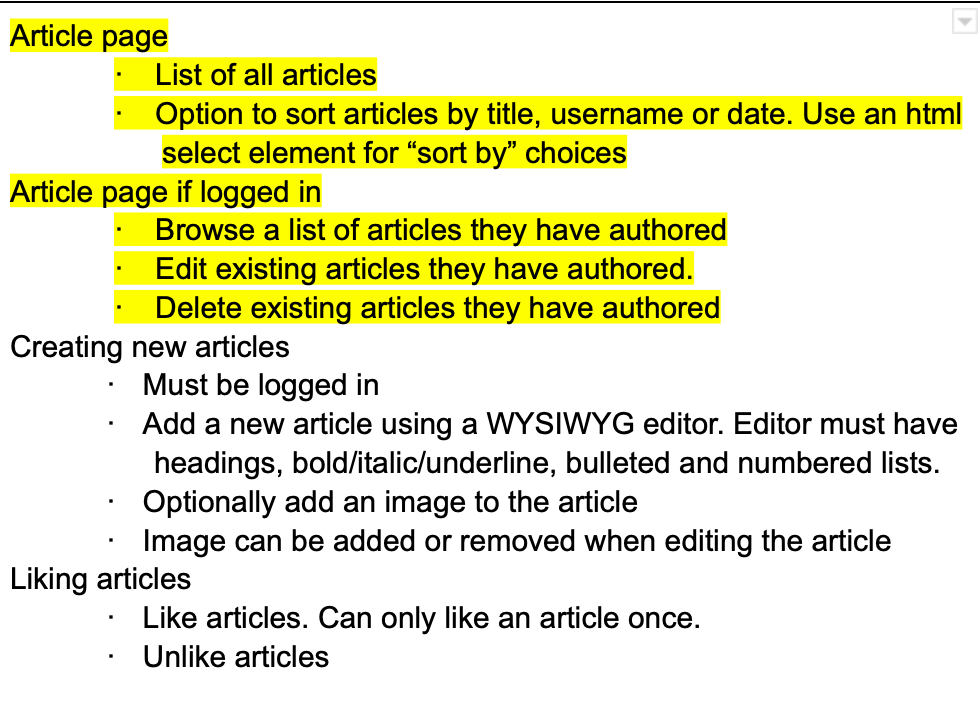 Article page
· List of all articles
· Option to sort articles by title, username or date. Use an html
select element for “sort by” choices
Article page if logged in
· Browse a list of articles they have authored
· Edit existing articles they have authored.
· Delete existing articles they have authored
Creating new articles
· Must be logged in
· Add a new article using a WYSIWYG editor. Editor must have
headings, bold/italic/underline, bulleted and numbered lists.
· Optionally add an image to the article
· Image can be added or removed when editing the article
Liking articles
· Like articles. Can only like an article once.
· Unlike articles